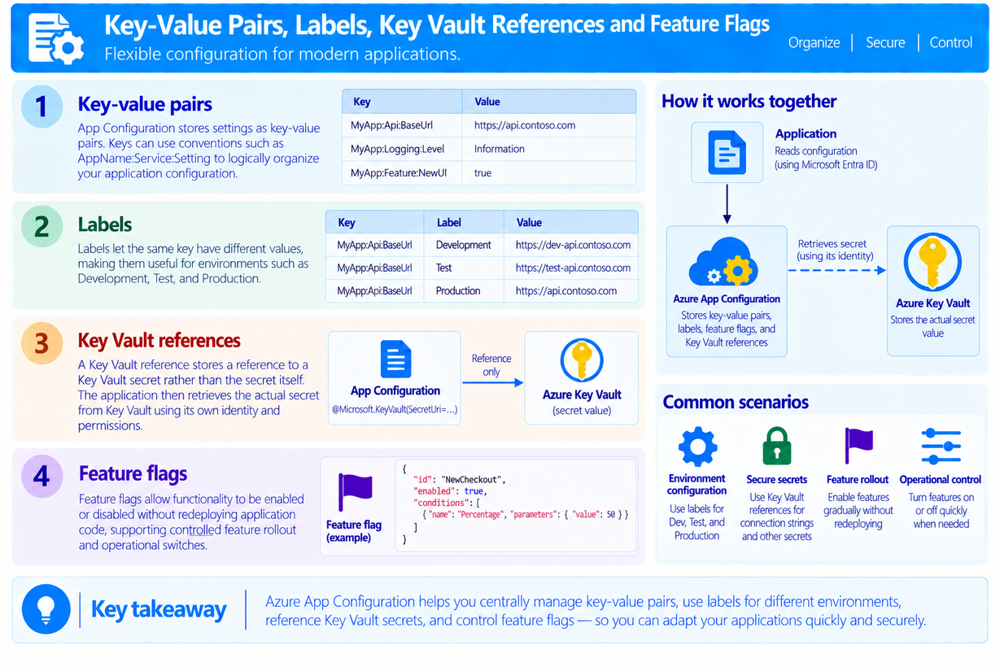 Key-Value Pairs, Labels, Key Vault References and Feature Flags
Flexible configuration for modern applications.
Organize | Secure | Control
1
Key-value pairs
App Configuration stores settings as key-value
pairs. Keys can use conventions such as
AppName:Service:Setting to logically organize
your application configuration.
Key Value
MyApp:Api:BaseUrl https://api.contoso.com
MyApp:Logging:Level Information
MyApp:Feature:NewUI true
2
Labels
Labels let the same key have different values,
making them useful for environments such as
Development, Test, and Production.
Key Label Value
MyApp:Api:BaseUrl Development https://dev-api.contoso.com
MyApp:Api:BaseUrl Test https://test-api.contoso.com
MyApp:Api:BaseUrl Production https://api.contoso.com
3
Key Vault references
A Key Vault reference stores a reference to a
Key Vault secret rather than the secret itself.
The application then retrieves the actual secret
from Key Vault using its own identity and
permissions.
App Configuration
@Microsoft.KeyVault(SecretUri=...)
Reference
only
Azure Key Vault
(secret value)
4
Feature flags
Feature flags allow functionality to be enabled
or disabled without redeploying application
code, supporting controlled feature rollout
and operational switches.
Feature flag
(example)
{
"id": "NewCheckout",
"enabled": true,
"conditions": [
{ "name": "Percentage", "parameters": { "value": 50 } }
]
}
How it works together
Application
Reads configuration
(using Microsoft Entra ID)
Azure App Configuration
Stores key-value pairs,
labels, feature flags, and
Key Vault references
Retrieves secret
(using its identity)
Azure Key Vault
Stores the actual secret
value
Common scenarios
Environment
configuration
Use labels for
Dev, Test, and
Production
Secure secrets
Use Key Vault
references for
connection strings
and other secrets
Feature rollout
Enable features
gradually without
redeploying
Operational control
Turn features on
or off quickly
when needed
Key takeaway
Azure App Configuration helps you centrally manage key-value pairs, use labels for different environments,
reference Key Vault secrets, and control feature flags — so you can adapt your applications quickly and securely.